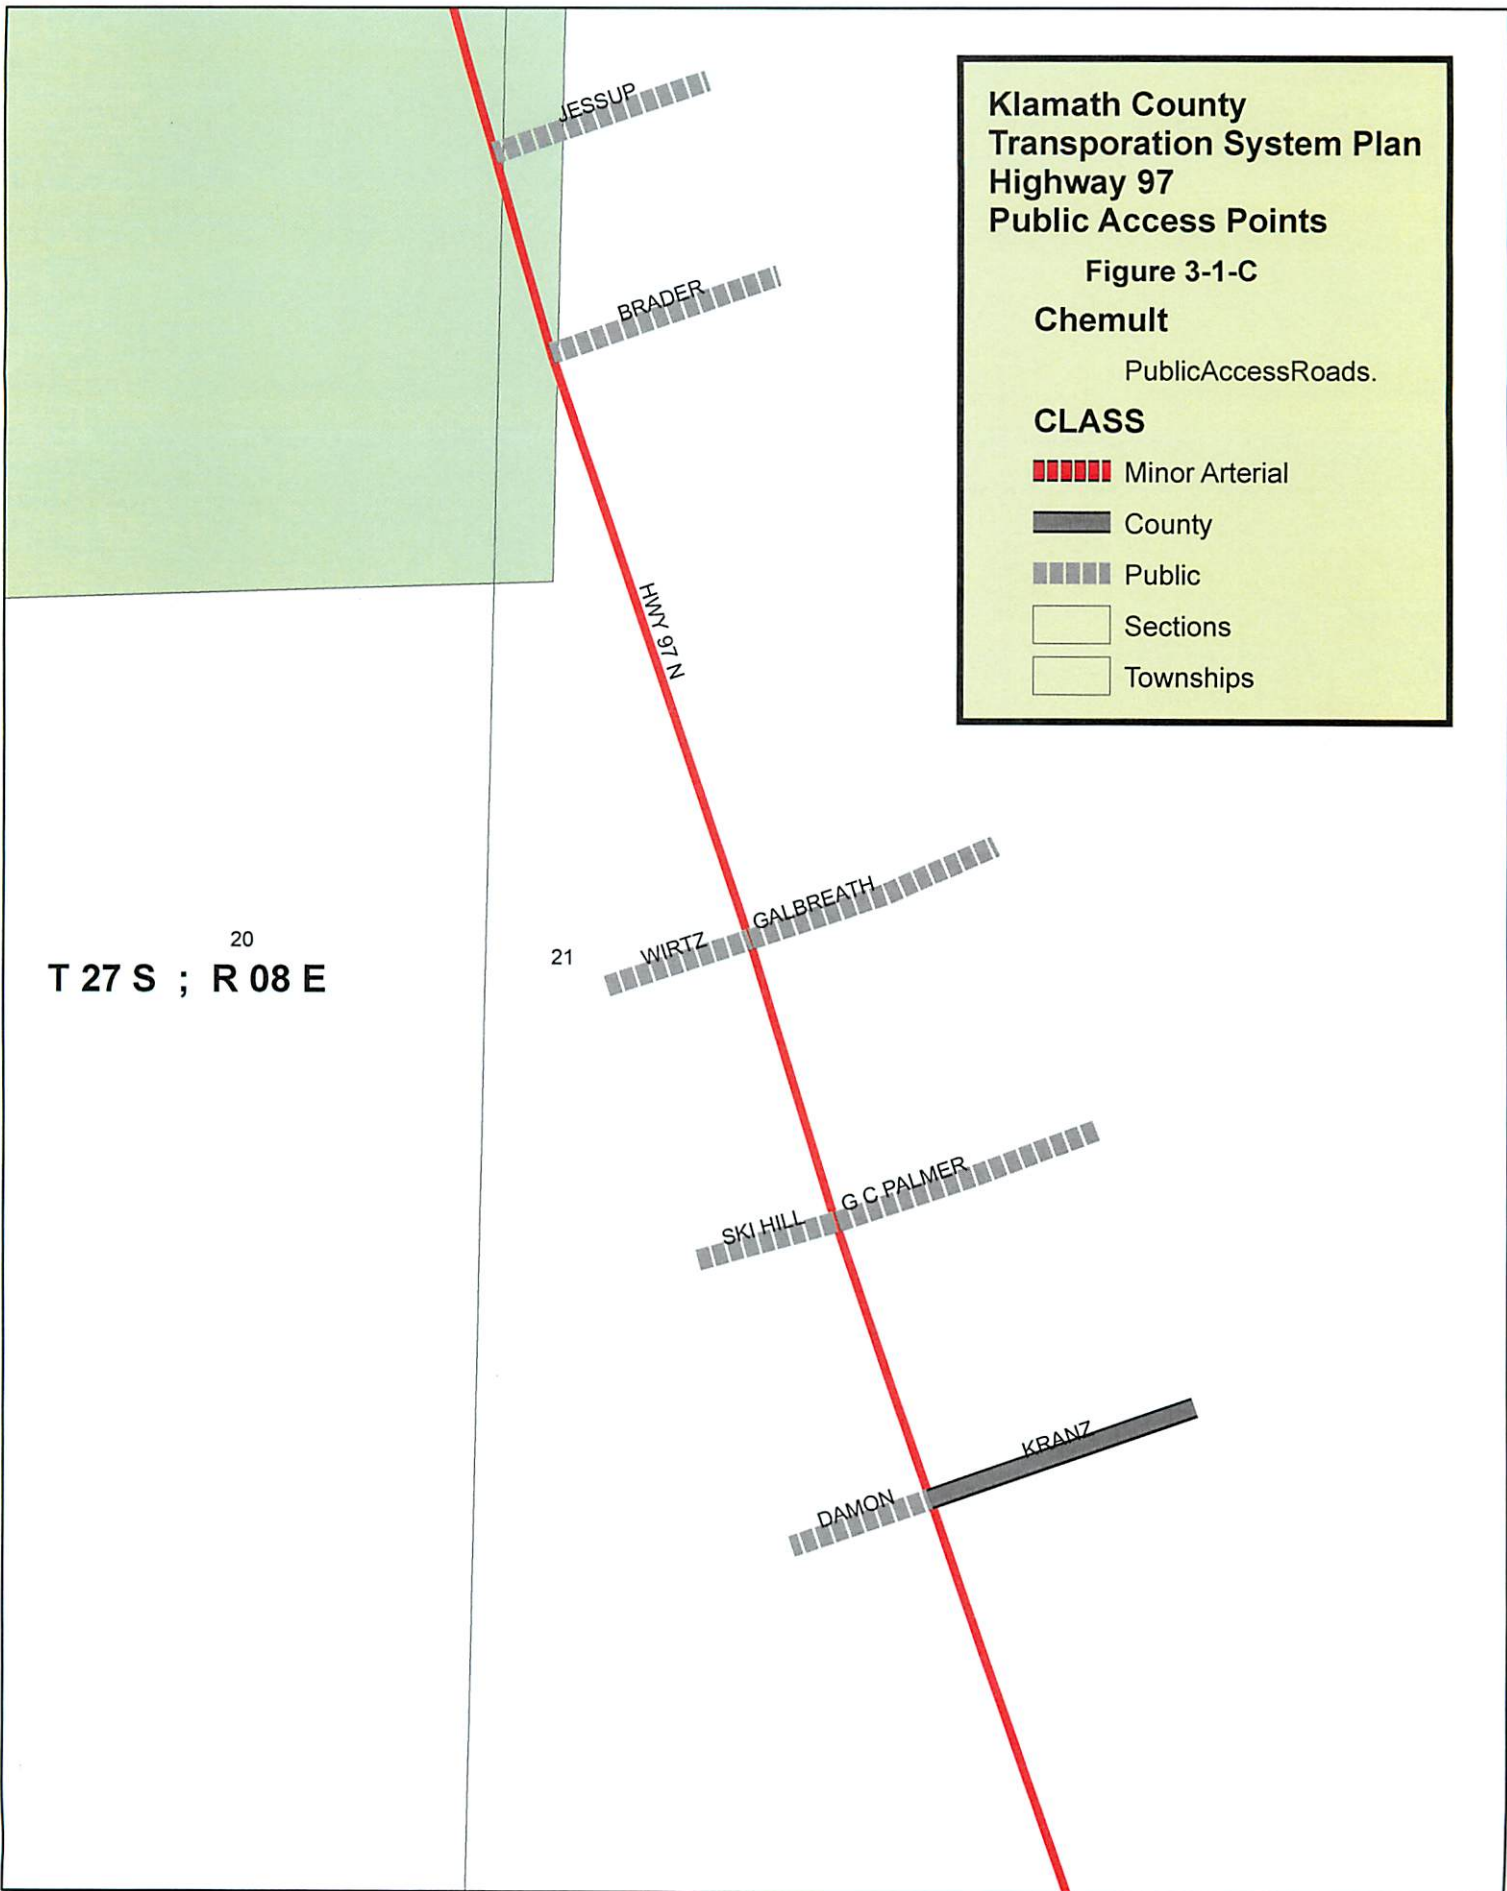 Klamath County
Transporation System Plan
Highway 97
Public Access Points
Figure 3-1-C
Chemult
PublicAccessRoads.
CLASS
Minor Arterial
County
Public
Sections
Townships
JESSUP
BRADER
HWY 97 N
GALBREATH
WIRTZ
20
21
T 27 S ; R 08 E
G C PALMER
SKI HILL
KRANZ
DAMON